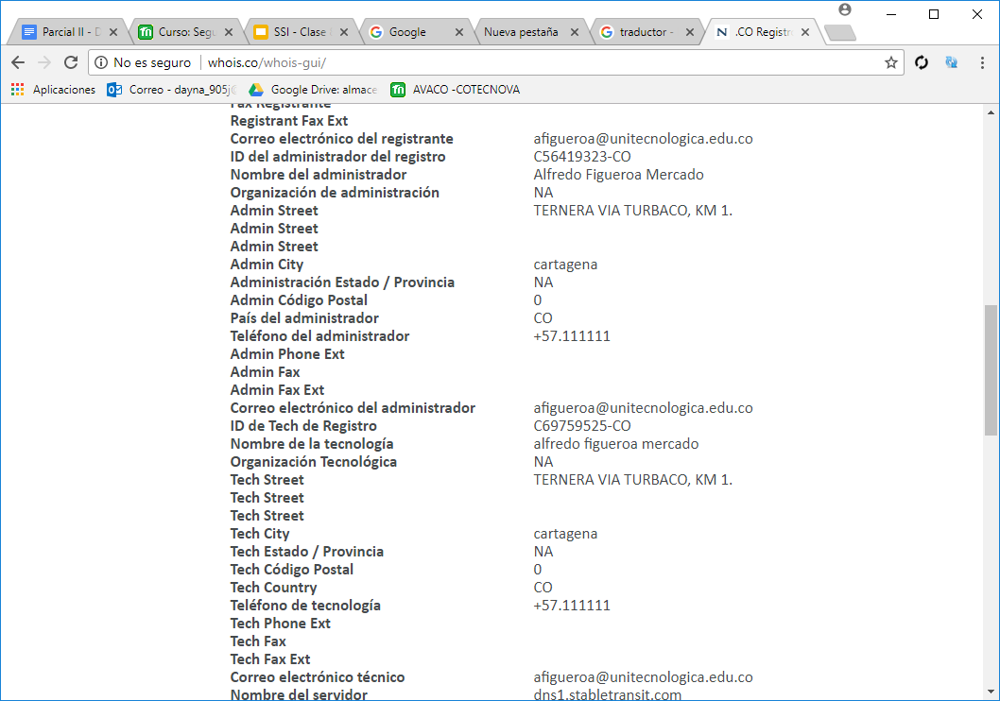 Parcial II - D
Curso: Segu
SSI - Clase
Google
Nueva pestaña
traductor -
.CO Registr
No es seguro | whois.co/whois-gui/
Aplicaciones
Correo - dayna_905j@
Google Drive: almace
AVACO -COTECNOVA
Fax Registrante
Registrant Fax Ext
Correo electrónico del registrante afigueroa@unitecnologica.edu.co
ID del administrador del registro C56419323-CO
Nombre del administrador Alfredo Figueroa Mercado
Organización de administración NA
Admin Street TERNERA VIA TURBACO, KM 1.
Admin Street
Admin Street
Admin City cartagena
Administración Estado / Provincia NA
Admin Código Postal 0
País del administrador CO
Teléfono del administrador +57.111111
Admin Phone Ext
Admin Fax
Admin Fax Ext
Correo electrónico del administrador afigueroa@unitecnologica.edu.co
ID de Tech de Registro C69759525-CO
Nombre de la tecnología alfredo figueroa mercado
Organización Tecnológica NA
Tech Street TERNERA VIA TURBACO, KM 1.
Tech Street
Tech Street
Tech City cartagena
Tech Estado / Provincia NA
Tech Código Postal 0
Tech Country CO
Teléfono de tecnología +57.111111
Tech Phone Ext
Tech Fax
Tech Fax Ext
Correo electrónico técnico afigueroa@unitecnologica.edu.co
Nombre del servidor dns1.stabletransit.com